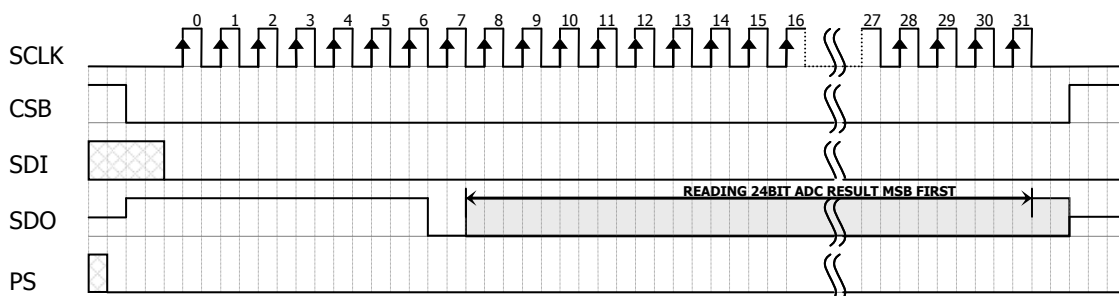 0 1 2 3 4 5 6 7 8 9 10 11 12 13 14 15 16 27 28 29 30 31
SCLK
CSB
SDI
READING 24BIT ADC RESULT MSB FIRST
SDO
PS